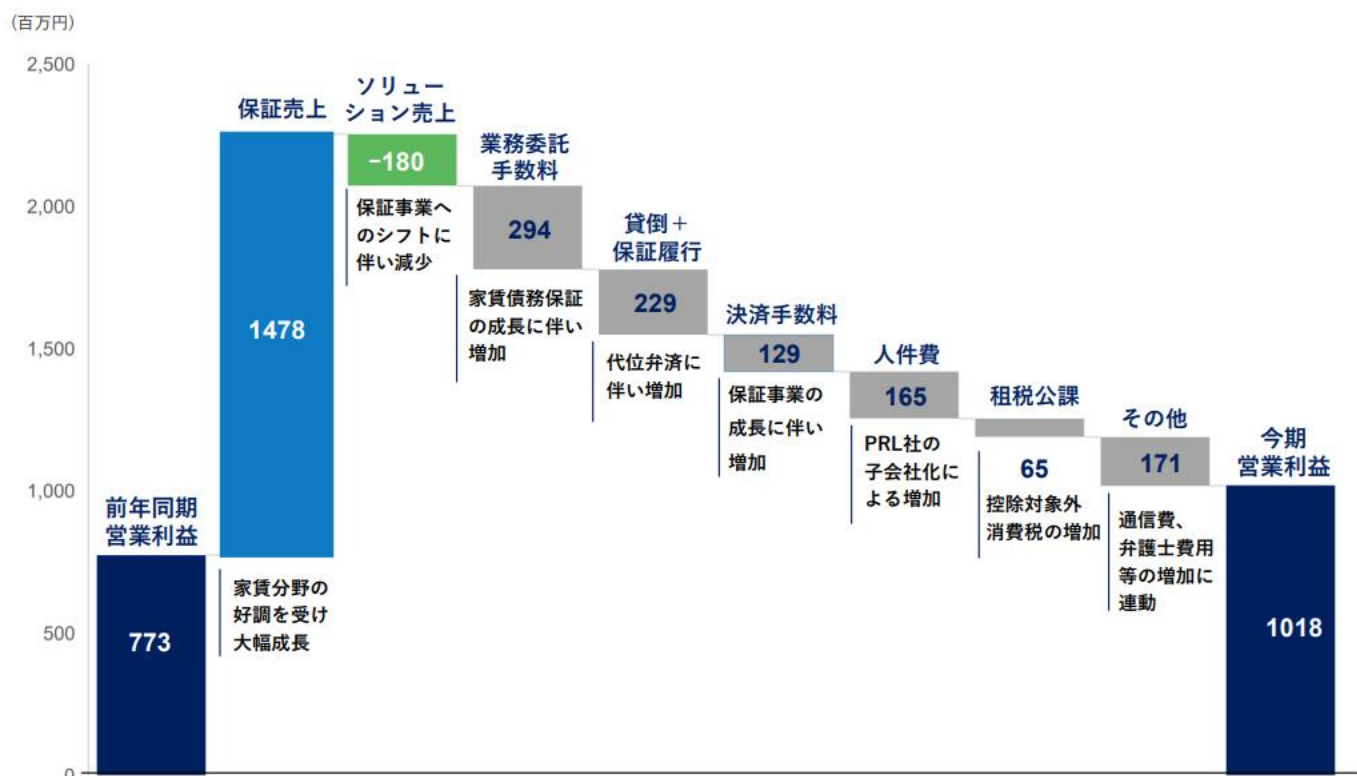 (百万円)
2,500
2,000
1,500
1,000
500
0
前年同期
営業利益
773
保証売上
1478
家賃分野の
好調を受け
大幅成長
ソリュー
ション売上
−180
保証事業へ
のシフトに
伴い減少
業務委託
手数料
294
家賃債務保証
の成長に伴い
増加
貸倒＋
保証履行
229
代位弁済に
伴い増加
決済手数料
129
保証事業の
成長に伴い
増加
人件費
165
PRL社の
子会社化に
よる増加
租税公課
65
控除対象外
消費税の増加
その他
171
通信費、
弁護士費用
等の増加に
連動
今期
営業利益
1018